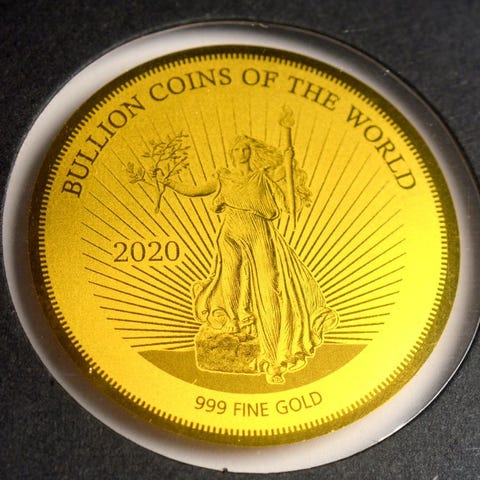 BULLION COINS OF THE WORLD
2020
999 FINE GOLD